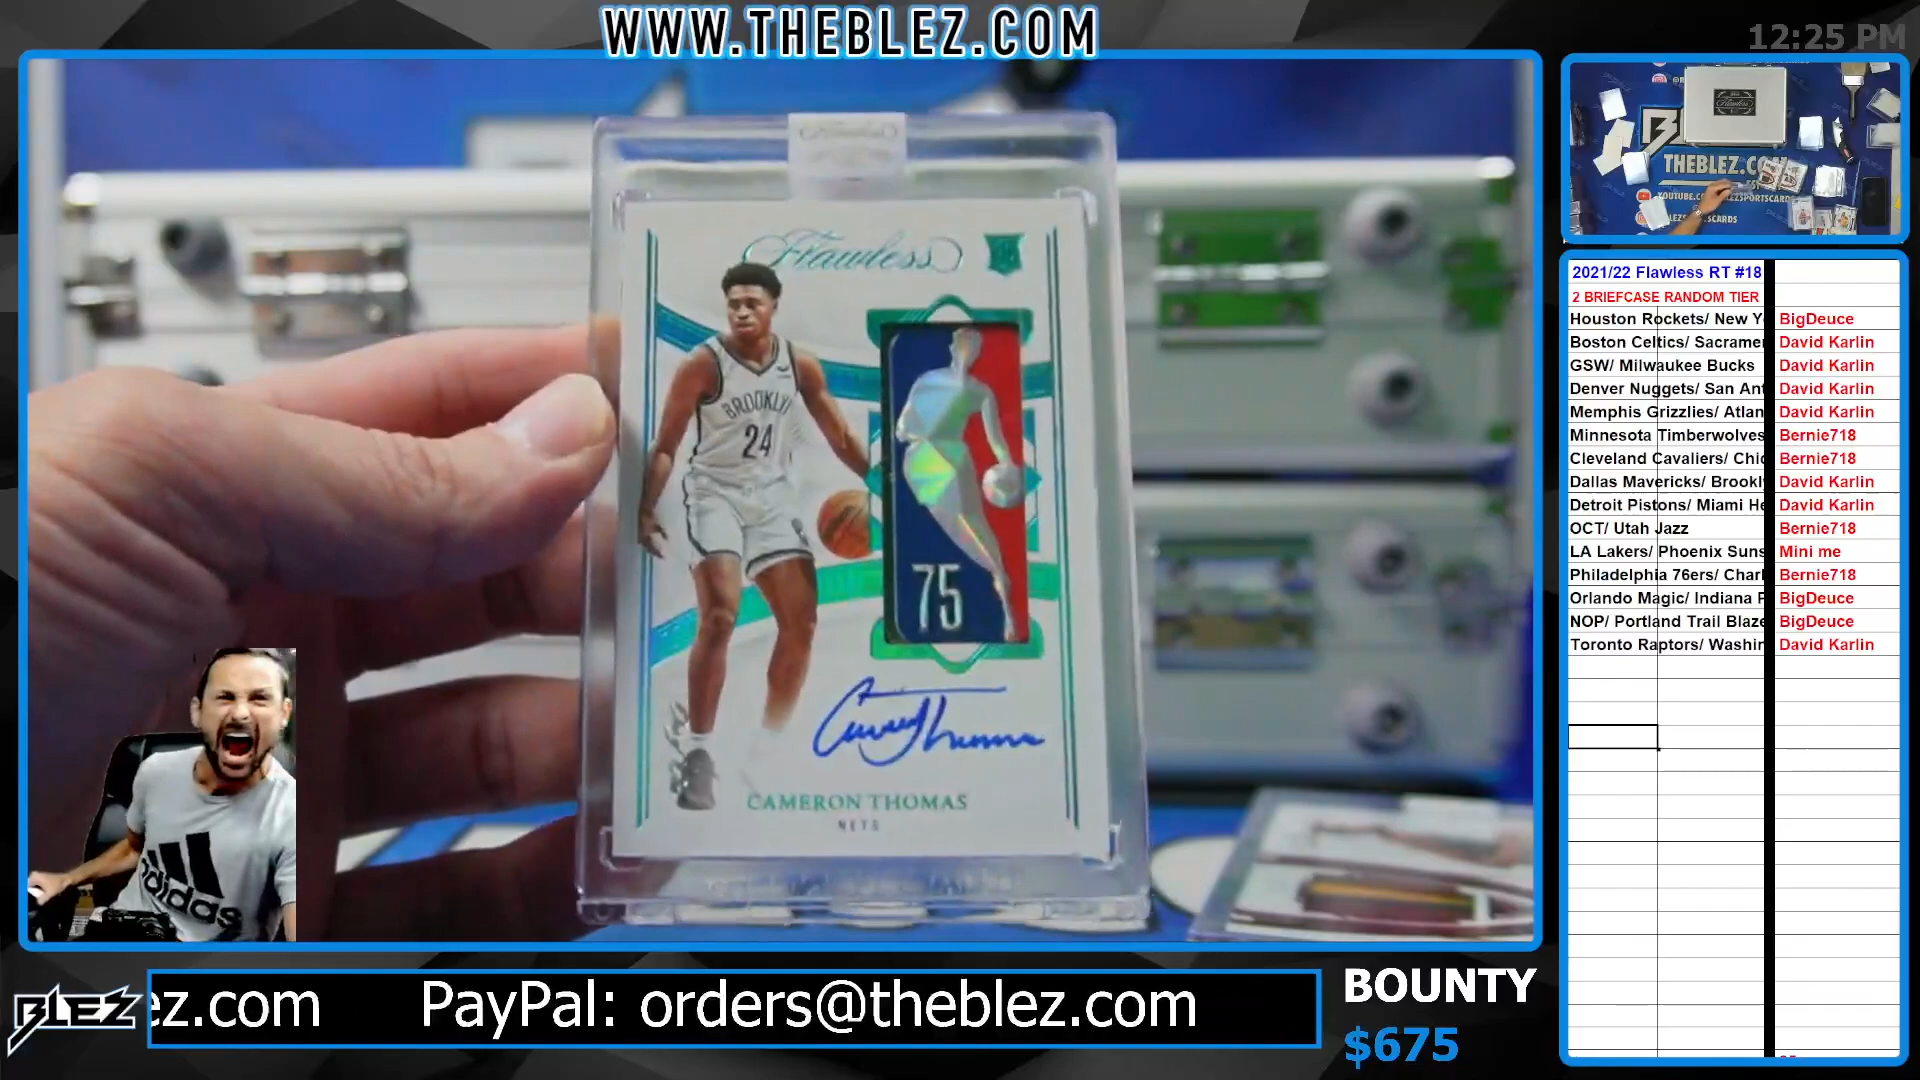 WWW.THEBLEZ.COM
12:25 PM
Flawless
BROOKLYN
24
75
CAMERON THOMAS
NETS
adidas
Flawless
THEBLEZ.COM
2021/22 Flawless RT #18
2 BRIEFCASE RANDOM TIER
Houston Rockets/ New Y BigDeuce
Boston Celtics/ Sacramer David Karlin
GSW/ Milwaukee Bucks David Karlin
Denver Nuggets/ San Ant David Karlin
Memphis Grizzlies/ Atlan David Karlin
Minnesota Timberwolves Bernie718
Cleveland Cavaliers/ Chic Bernie718
Dallas Mavericks/ Brookly David Karlin
Detroit Pistons/ Miami He David Karlin
OCT/ Utah Jazz Bernie718
LA Lakers/ Phoenix Suns Mini me
Philadelphia 76ers/ Charl Bernie718
Orlando Magic/ Indiana P BigDeuce
NOP/ Portland Trail Blaze BigDeuce
Toronto Raptors/ Washin David Karlin
BLEZ
ez.com PayPal: orders@theblez.com
BOUNTY
$675